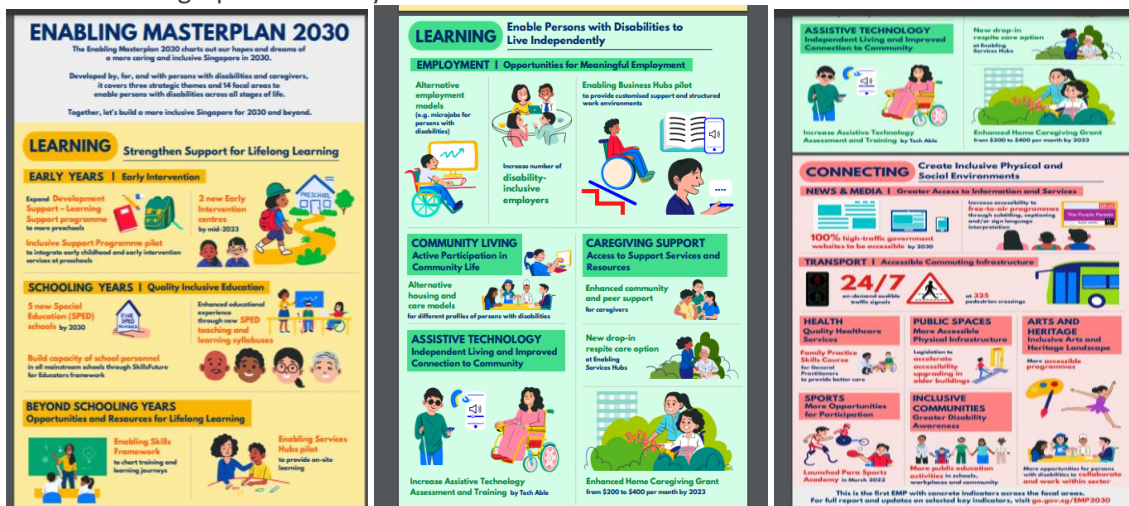 ENABLING MASTERPLAN 2030
The Enabling Masterplan 2030 charts out our hopes and dreams of
a more caring and inclusive Singapore in 2030.
Developed by, for, and with persons with disabilities and caregivers,
it covers three strategic themes and 14 focal areas to
enable persons with disabilities across all stages of life.
Together, let's build a more inclusive Singapore for 2030 and beyond.
LEARNING
Strengthen Support for Lifelong Learning
EARLY YEARS | Early Intervention
Expand Development
Support – Learning
Support programme
to more preschools
PRESCHOOL
2 new Early
Intervention
centres
by mid-2023
Inclusive Support Programme pilot
to integrate early childhood and early intervention
services at preschools
SCHOOLING YEARS | Quality Inclusive Education
5 new Special
Education (SPED)
schools by 2030
FIVE
SPED
SCHOOLS
Enhanced educational
experience
through new SPED
teaching and
learning syllabuses
Build capacity of school personnel
in all mainstream schools through SkillsFuture
for Educators framework
BEYOND SCHOOLING YEARS
Opportunities and Resources for Lifelong Learning
Enabling Skills
Framework
to chart training and
learning journeys
Enabling Services
Hubs pilot
to provide on-site
learning
LEARNING
Enable Persons with Disabilities to
Live Independently
EMPLOYMENT | Opportunities for Meaningful Employment
Alternative
employment
models
(e.g. microjobs for
persons with
disabilities)
Increase number of
disability-
inclusive
employers
Enabling Business Hubs pilot
to provide customised support and structured
work environments
COMMUNITY LIVING
Active Participation in
Community Life
Alternative
housing and
care models
for different profiles of persons with disabilities
CAREGIVING SUPPORT
Access to Support Services and
Resources
Enhanced community
and peer support
for caregivers
ASSISTIVE TECHNOLOGY
Independent Living and Improved
Connection to Community
Increase Assistive Technology
Assessment and Training by Tech Able
New drop-in
respite care option
at Enabling
Services Hubs
Enhanced Home Caregiving Grant
from $200 to $400 per month by 2023
ASSISTIVE TECHNOLOGY
Independent Living and Improved
Connection to Community
Increase Assistive Technology
Assessment and Training by Tech Able
New drop-in
respite care option
at Enabling
Services Hubs
Enhanced Home Caregiving Grant
from $200 to $400 per month by 2023
CONNECTING
Create Inclusive Physical and
Social Environments
NEWS & MEDIA | Greater Access to Information and Services
100% high-traffic government
websites to be accessible by 2030
Increase accessibility to
free-to-air programmes
through subtitling, captioning
and/or sign language
interpretation
The Purple Parade
TRANSPORT | Accessible Commuting Infrastructure
24/7
on-demand audible
traffic signals
at 325
pedestrian crossings
HEALTH
Quality Healthcare
Services
Family Practice
Skills Course
for General
Practitioners
to provide better care
PUBLIC SPACES
More Accessible
Physical Infrastructure
Legislation to
accelerate
accessibility
upgrading in
older buildings
ARTS AND
HERITAGE
Inclusive Arts and
Heritage Landscape
More accessible
programmes
More opportunities for persons
with disabilities to collaborate
and work within sector
SPORTS
More Opportunities
for Participation
Launched Para Sports
Academy in March 2023
INCLUSIVE
COMMUNITIES
Greater Disability
Awareness
More public education
activities in schools,
workplaces and community
This is the first EMP with concrete indicators across the focal areas.
For full report and updates on selected key indicators, visit go.gov.sg/EMP2030